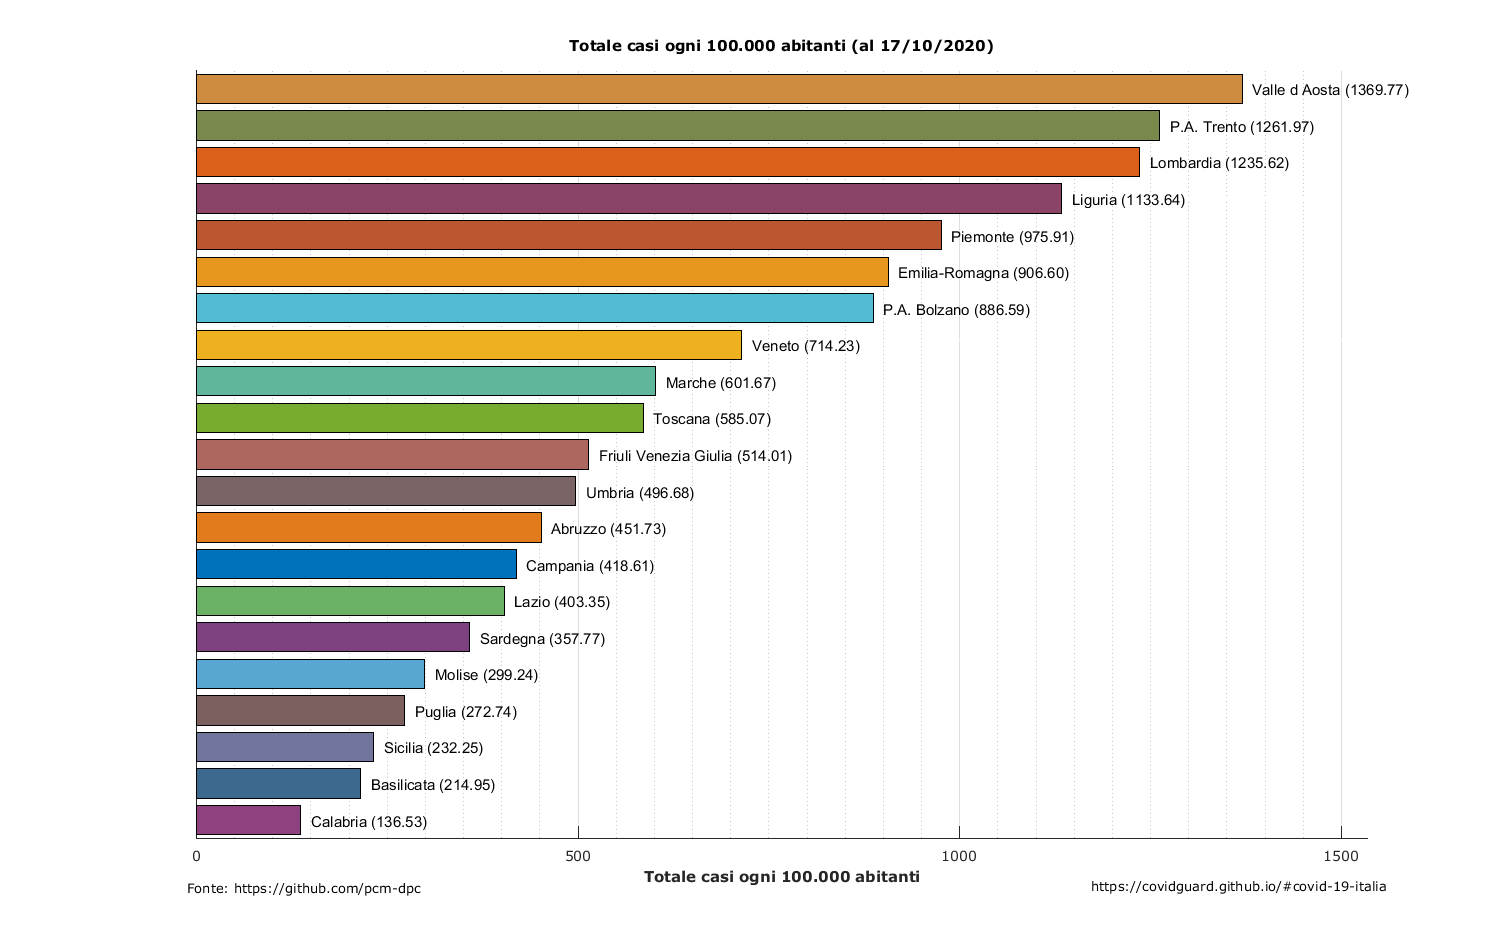 Totale casi ogni 100.000 abitanti (al 17/10/2020)
Valle d Aosta (1369.77)
P.A. Trento (1261.97)
Lombardia (1235.62)
Liguria (1133.64)
Piemonte (975.91)
Emilia-Romagna (906.60)
P.A. Bolzano (886.59)
Veneto (714.23)
Marche (601.67)
Toscana (585.07)
Friuli Venezia Giulia (514.01)
Umbria (496.68)
Abruzzo (451.73)
Campania (418.61)
Lazio (403.35)
Sardegna (357.77)
Molise (299.24)
Puglia (272.74)
Sicilia (232.25)
Basilicata (214.95)
Calabria (136.53)
0 500 1000 1500
Totale casi ogni 100.000 abitanti
Fonte: https://github.com/pcm-dpc
https://covidguard.github.io/#covid-19-italia